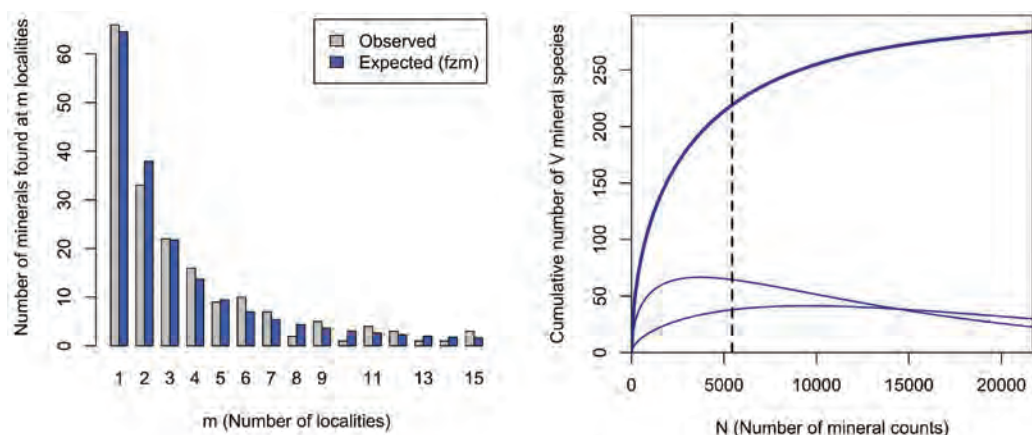 Number of minerals found at m localities
60
50
40
30
20
10
0
Observed
Expected (fzm)
1 2 3 4 5 6 7 8 9 11 13 15
m (Number of localities)
Cumulative number of V mineral species
250
200
150
100
50
0
0 5000 10000 15000 20000
N (Number of mineral counts)